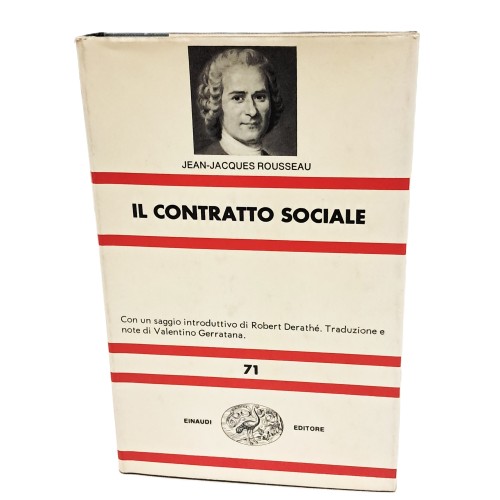 JEAN-JACQUES ROUSSEAU
IL CONTRATTO SOCIALE
Con un saggio introduttivo di Robert Derathé. Traduzione e
note di Valentino Gerratana.
71
EINAUDI EDITORE